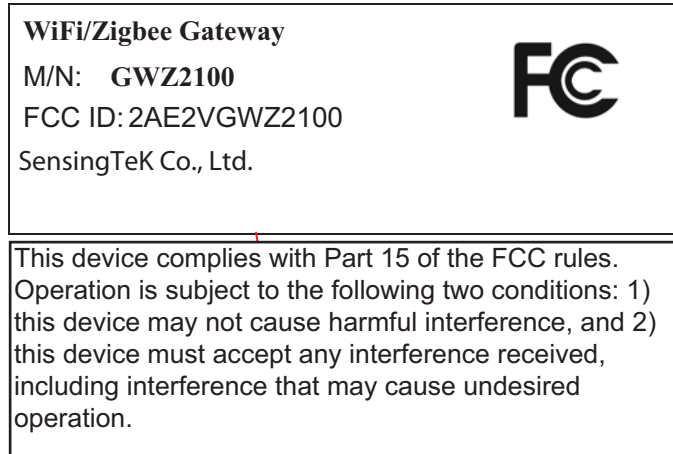 WiFi/Zigbee Gateway
M/N: GWZ2100
FCC ID: 2AE2VGWZ2100
SensingTeK Co., Ltd.
FC
This device complies with Part 15 of the FCC rules.
Operation is subject to the following two conditions: 1)
this device may not cause harmful interference, and 2)
this device must accept any interference received,
including interference that may cause undesired
operation.